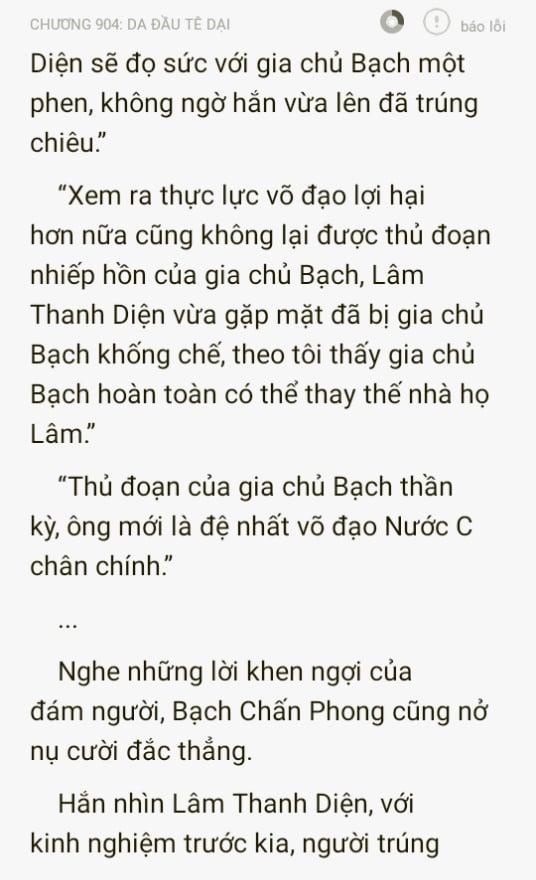 CHƯƠNG 904: DA ĐẦU TÊ DẠI
báo lỗi
Diện sẽ đọ sức với gia chủ Bạch một
phen, không ngờ hắn vừa lên đã trúng
chiêu.”
“Xem ra thực lực võ đạo lợi hại
hơn nữa cũng không lại được thủ đoạn
nhiếp hồn của gia chủ Bạch, Lâm
Thanh Diện vừa gặp mặt đã bị gia chủ
Bạch khống chế, theo tôi thấy gia chủ
Bạch hoàn toàn có thể thay thế nhà họ
Lâm.”
“Thủ đoạn của gia chủ Bạch thần
kỳ, ông mới là đệ nhất võ đạo Nước C
chân chính.”
...
Nghe những lời khen ngợi của
đám người, Bạch Chấn Phong cũng nở
nụ cười đắc thắng.
Hắn nhìn Lâm Thanh Diện, với
kinh nghiệm trước kia, người trúng